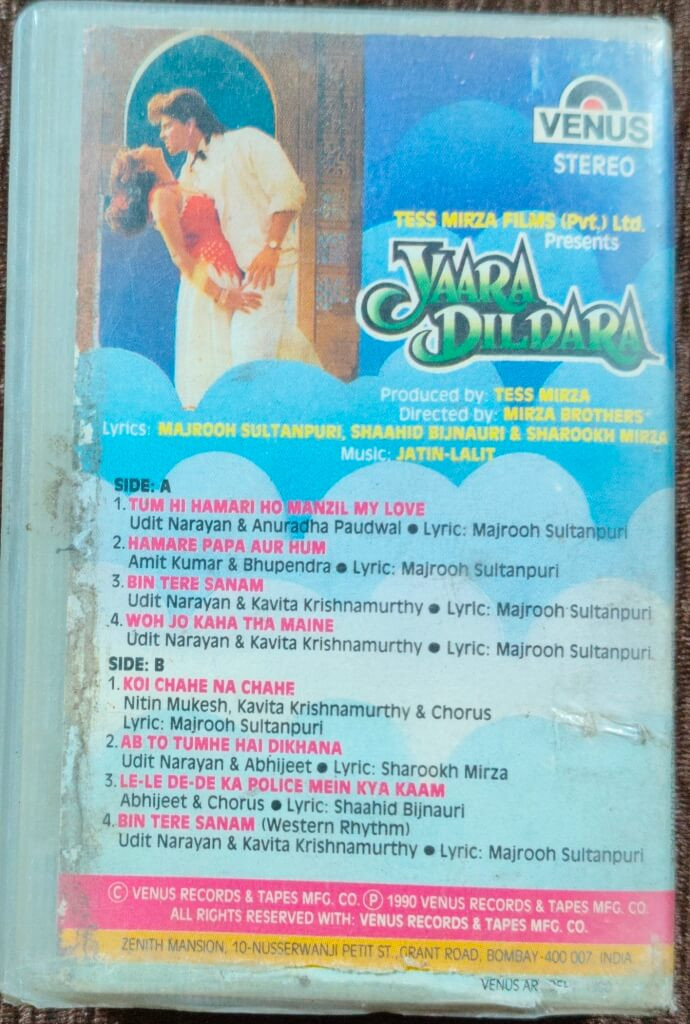 VENUS
STEREO
TESS MIRZA FILMS (Pvt.) Ltd.
Presents
YAARA
DILDARA
Produced by: TESS MIRZA
Directed by: MIRZA BROTHERS
Lyrics: MAJROOH SULTANPURI, SHAAHID BIJNAURI & SHAROOKH MIRZA
Music: JATIN-LALIT
SIDE: A
1. TUM HI HAMARI HO MANZIL MY LOVE
Udit Narayan & Anuradha Paudwal ● Lyric: Majrooh Sultanpuri
2. HAMARE PAPA AUR HUM
Amit Kumar & Bhupendra ● Lyric: Majrooh Sultanpuri
3. BIN TERE SANAM
Udit Narayan & Kavita Krishnamurthy ● Lyric: Majrooh Sultanpuri
4. WOH JO KAHA THA MAINE
Udit Narayan & Kavita Krishnamurthy ● Lyric: Majrooh Sultanpuri
SIDE: B
1. KOI CHAHE NA CHAHE
Nitin Mukesh, Kavita Krishnamurthy & Chorus
Lyric: Majrooh Sultanpuri
2. AB TO TUMHE HAI DIKHANA
Udit Narayan & Abhijeet ● Lyric: Sharookh Mirza
3. LE-LE DE-DE KA POLICE MEIN KYA KAAM
Abhijeet & Chorus ● Lyric: Shaahid Bijnauri
4. BIN TERE SANAM (Western Rhythm)
Udit Narayan & Kavita Krishnamurthy ● Lyric: Majrooh Sultanpuri
© VENUS RECORDS & TAPES MFG. CO. Ⓟ 1990 VENUS RECORDS & TAPES MFG. CO.
ALL RIGHTS RESERVED WITH: VENUS RECORDS & TAPES MFG. CO.
ZENITH MANSION, 10-NUSSERWANJI PETIT ST., GRANT ROAD, BOMBAY-400 007. INDIA.
VENUS